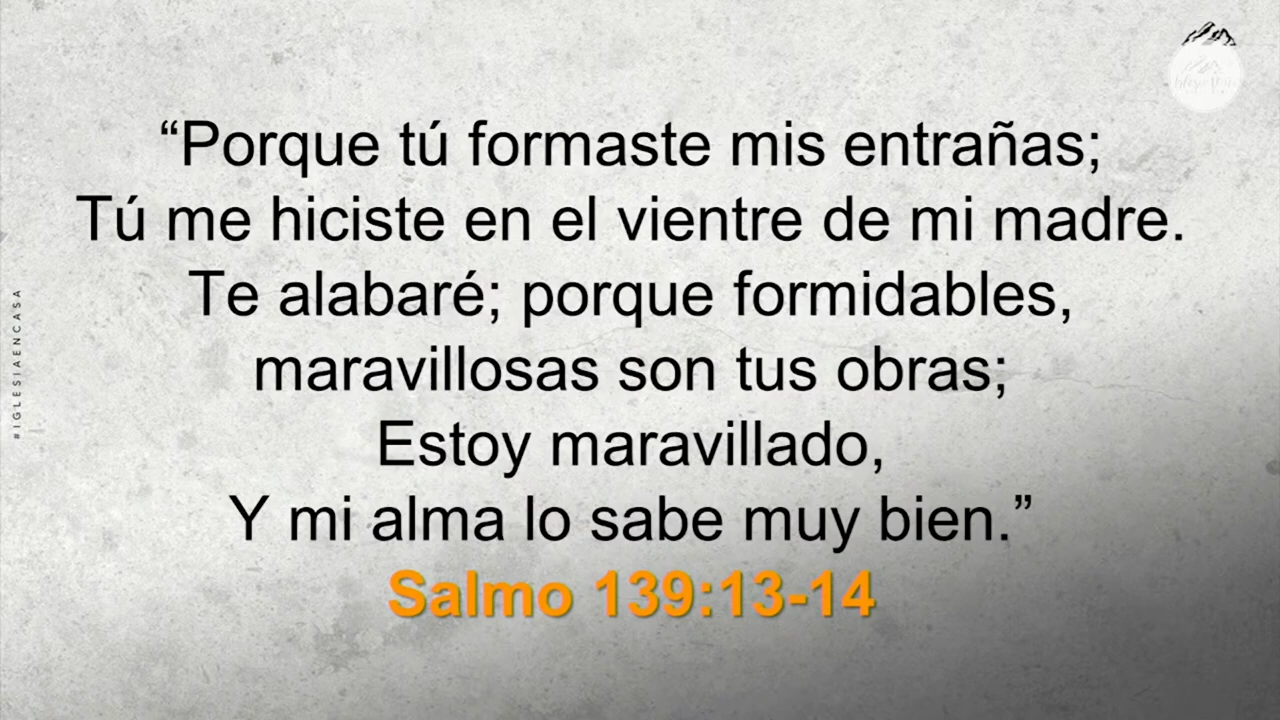 “Porque tú formaste mis entrañas;
Tú me hiciste en el vientre de mi madre.
Te alabaré; porque formidables,
maravillosas son tus obras;
Estoy maravillado,
Y mi alma lo sabe muy bien.”
Salmo 139:13-14
#IGLESIAENCASA